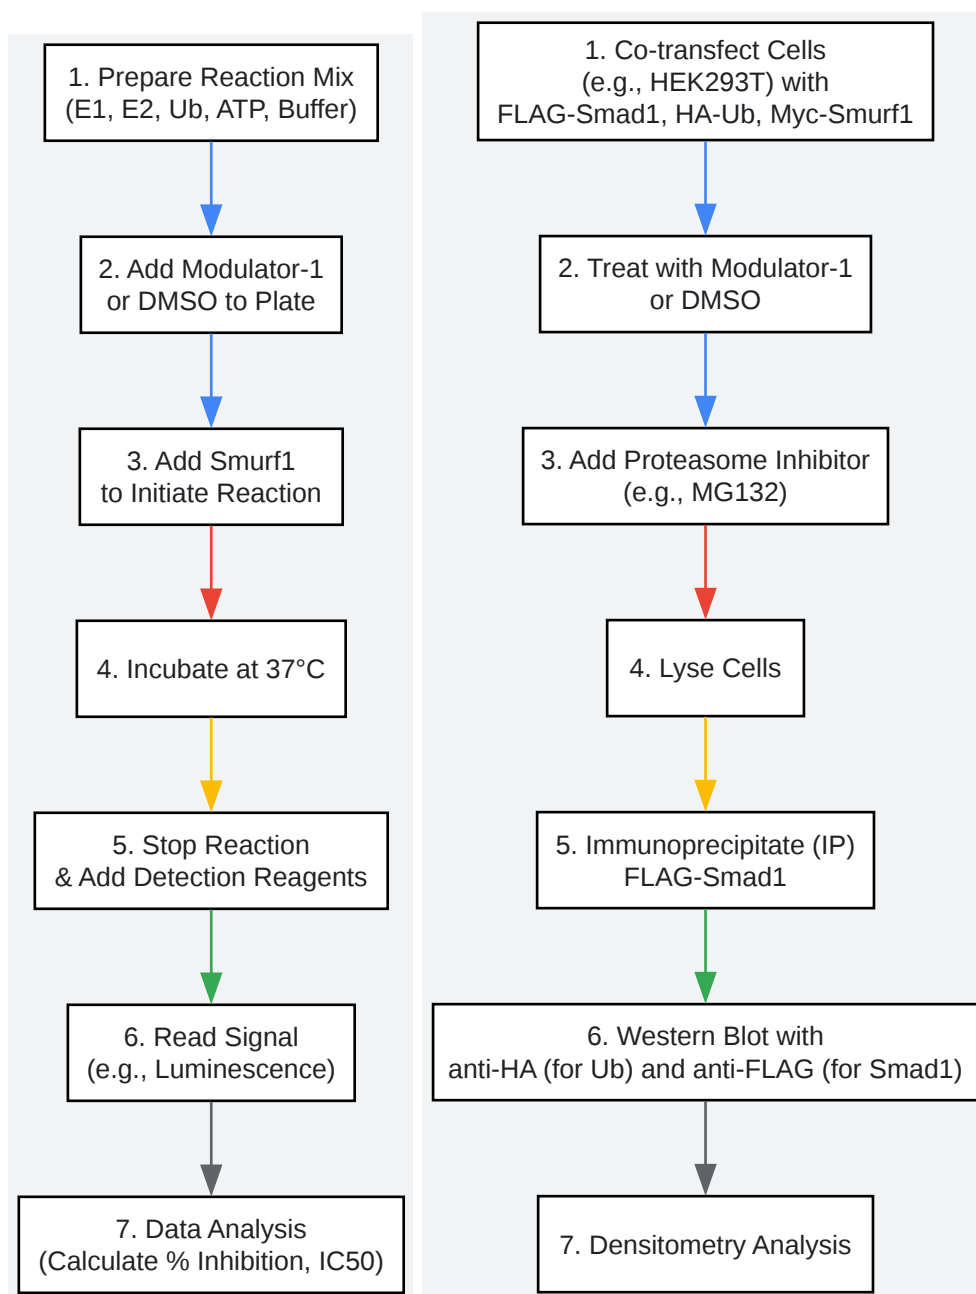 1. Prepare Reaction Mix
(E1, E2, Ub, ATP, Buffer)
2. Add Modulator-1
or DMSO to Plate
3. Add Smurf1
to Initiate Reaction
4. Incubate at 37°C
5. Stop Reaction
& Add Detection Reagents
6. Read Signal
(e.g., Luminescence)
7. Data Analysis
(Calculate % Inhibition, IC50)
1. Co-transfect Cells
(e.g., HEK293T) with
FLAG-Smad1, HA-Ub, Myc-Smurf1
2. Treat with Modulator-1
or DMSO
3. Add Proteasome Inhibitor
(e.g., MG132)
4. Lyse Cells
5. Immunoprecipitate (IP)
FLAG-Smad1
6. Western Blot with
anti-HA (for Ub) and anti-FLAG (for Smad1)
7. Densitometry Analysis